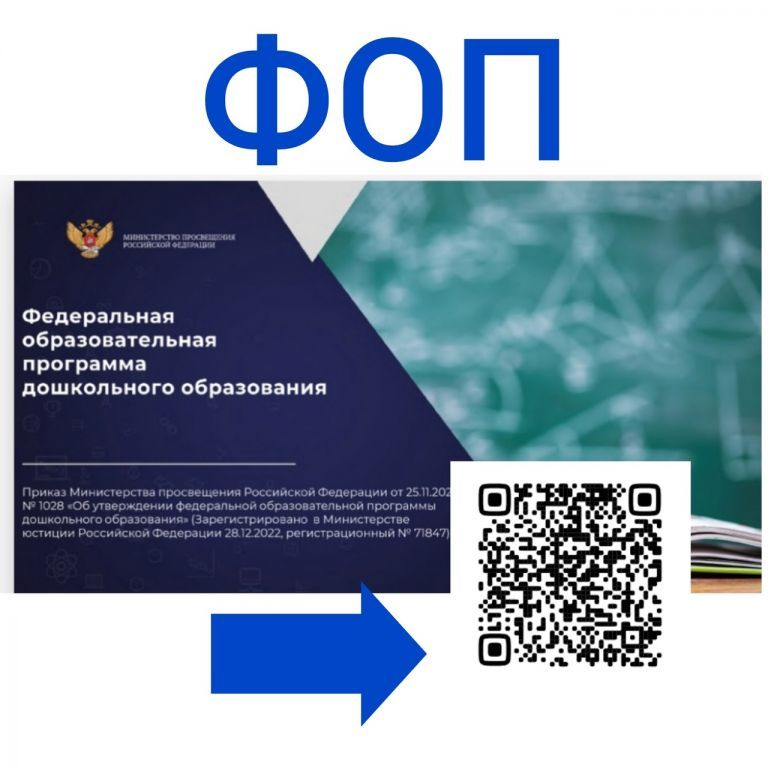 ФОП
МИНИСТЕРСТВО ПРОСВЕЩЕНИЯ
РОССИЙСКОЙ ФЕДЕРАЦИИ
Федеральная
образовательная
программа
дошкольного образования
Приказ Министерства просвещения Российской Федерации от 25.11.202
№ 1028 «Об утверждении федеральной образовательной программы
дошкольного образования» (Зарегистрировано в Министерстве
юстиции Российской Федерации 28.12.2022, регистрационный № 71847)